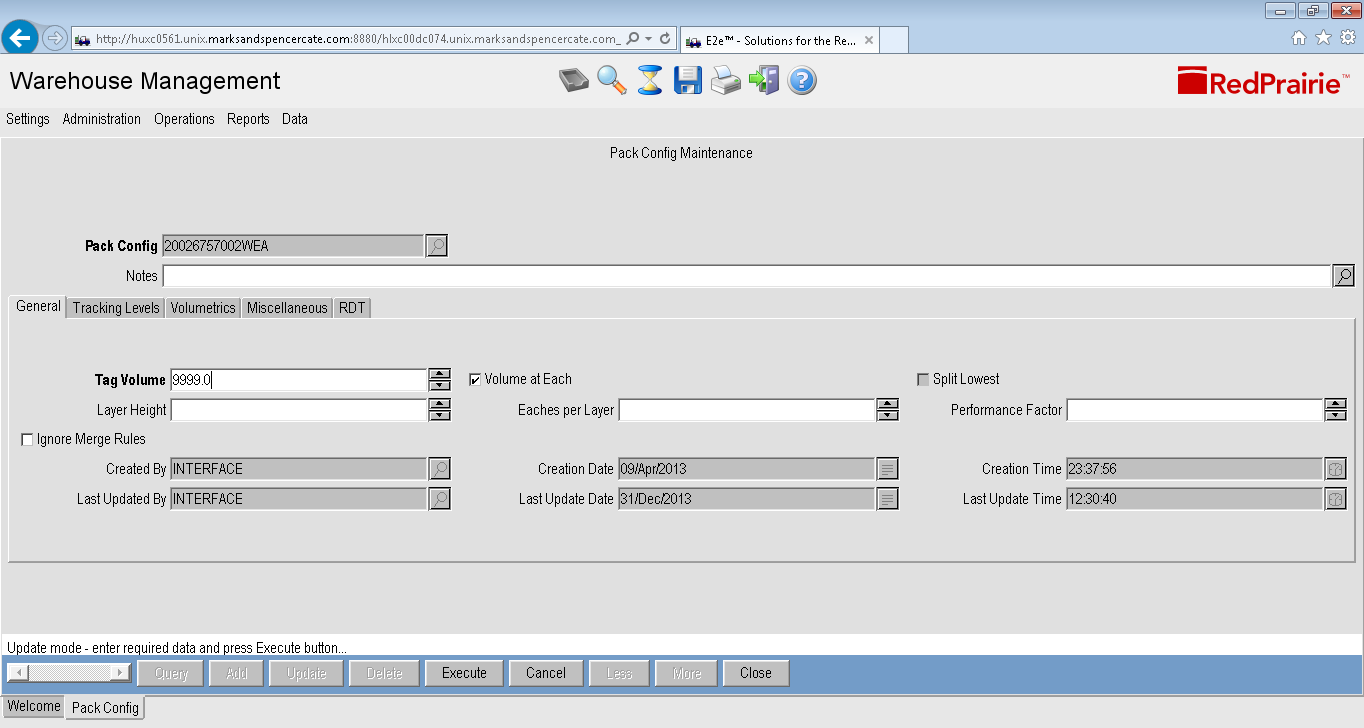 http://huxc0561.unix.marksandspencercate.com:8880/hlxc00dc074.unix.marksandspencercate.com_
E2e™ - Solutions for the Re...
Warehouse Management
RedPrairie™
Settings Administration Operations Reports Data
Pack Config Maintenance
Pack Config 20026757002WEA
Notes
General Tracking Levels Volumetrics Miscellaneous RDT
Tag Volume 9999.0 Volume at Each Split Lowest
Layer Height Eaches per Layer Performance Factor
Ignore Merge Rules
Created By INTERFACE Creation Date 09/Apr/2013 Creation Time 23:37:56
Last Updated By INTERFACE Last Update Date 31/Dec/2013 Last Update Time 12:30:40
Update mode - enter required data and press Execute button...
Query Add Update Delete Execute Cancel Less More Close
Welcome Pack Config